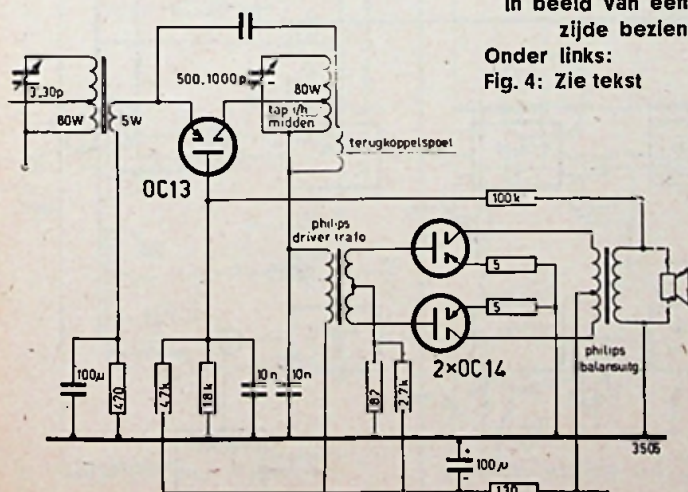 in beeld van een
zijde bezien
Onder links:
Fig. 4: Zie tekst
3..30p
500..1000p
80W
tap i/h
midden
80W
5W
terugkoppelspoel
OC13
100k
philips
driver trafo
5
5
2×OC14
philips
balansuitg.
100µ
470
4,7k
18k
10n
10n
82
2,7k
3505
100µ
+
-